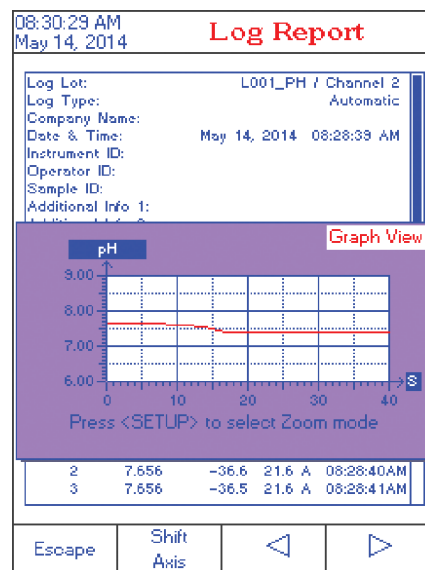 08:30:29 AM
May 14, 2014
Log Report
Log Lot: L001_PH / Channel 2
Log Type: Automatic
Company Name:
Date & Time: May 14, 2014 08:28:39 AM
Instrument ID:
Operator ID:
Sample ID:
Additional Info 1:
Graph View
pH
9.00
8.00
7.00
6.00
0 10 20 30 40
S
Press <SETUP> to select Zoom mode
2 7.656 -36.6 21.6 A 08:28:40AM
3 7.656 -36.5 21.6 A 08:28:41AM
Escape
Shift
Axis